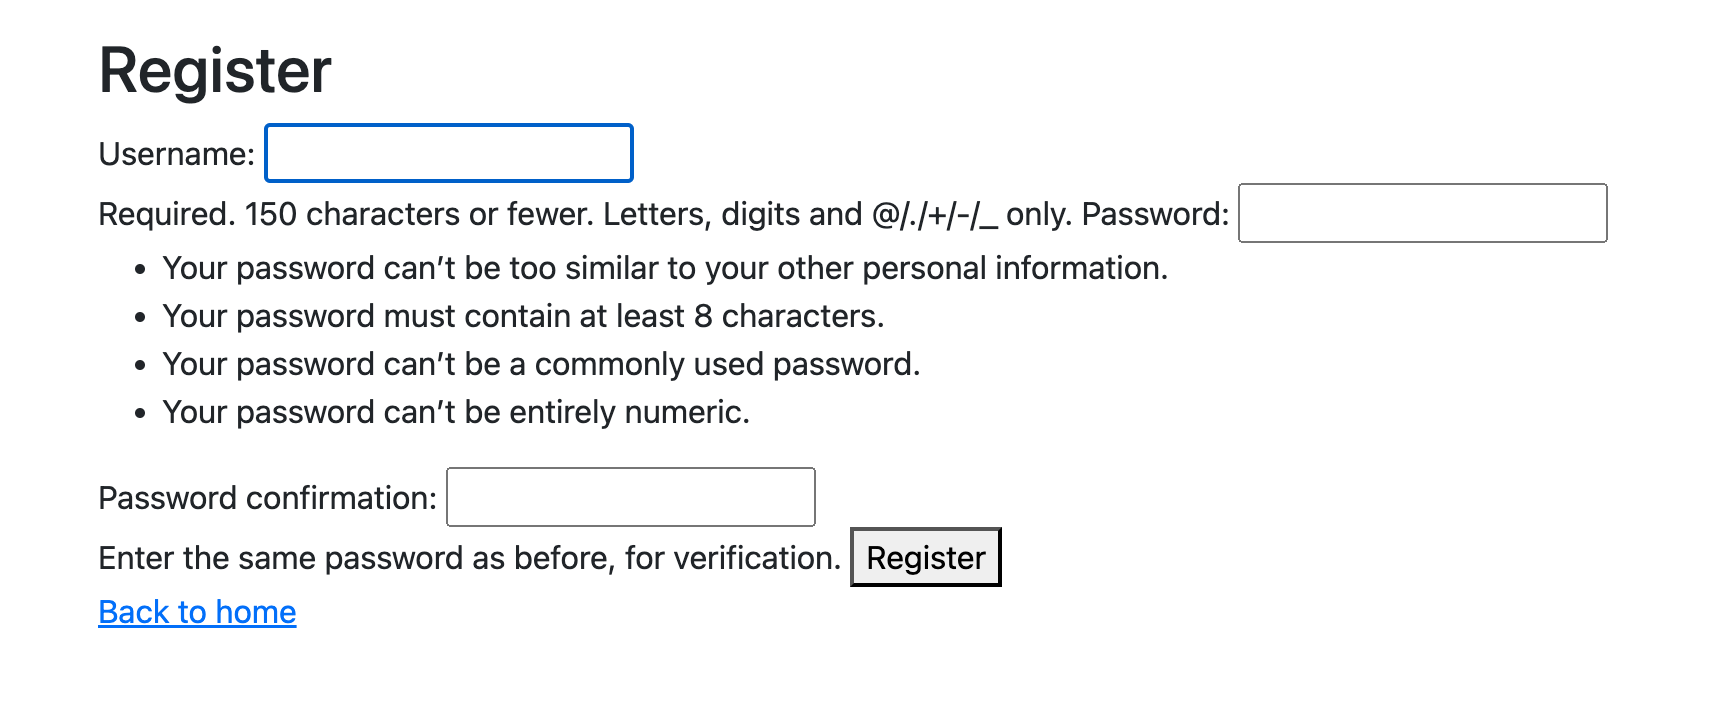 Register
Username:
Required. 150 characters or fewer. Letters, digits and @/./+/-/_ only. Password:
Your password can’t be too similar to your other personal information.
Your password must contain at least 8 characters.
Your password can’t be a commonly used password.
Your password can’t be entirely numeric.
Password confirmation:
Enter the same password as before, for verification. Register
Back to home